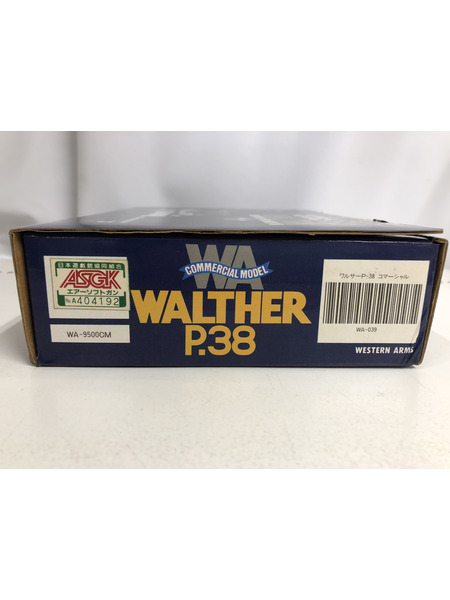 日本遊戯銃協同組合
ASGK
エアーソフトガン
No.A404192
WA-9500CM
WA
COMMERCIAL MODEL
WALTHER
P.38
ワルサーP-38 コマーシャル
WA-039
WESTERN ARMS